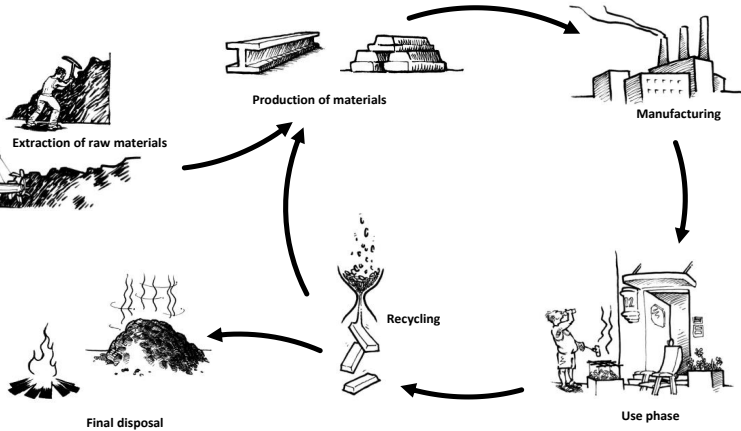 Production of materials
Manufacturing
Extraction of raw materials
Recycling
Use phase
Final disposal